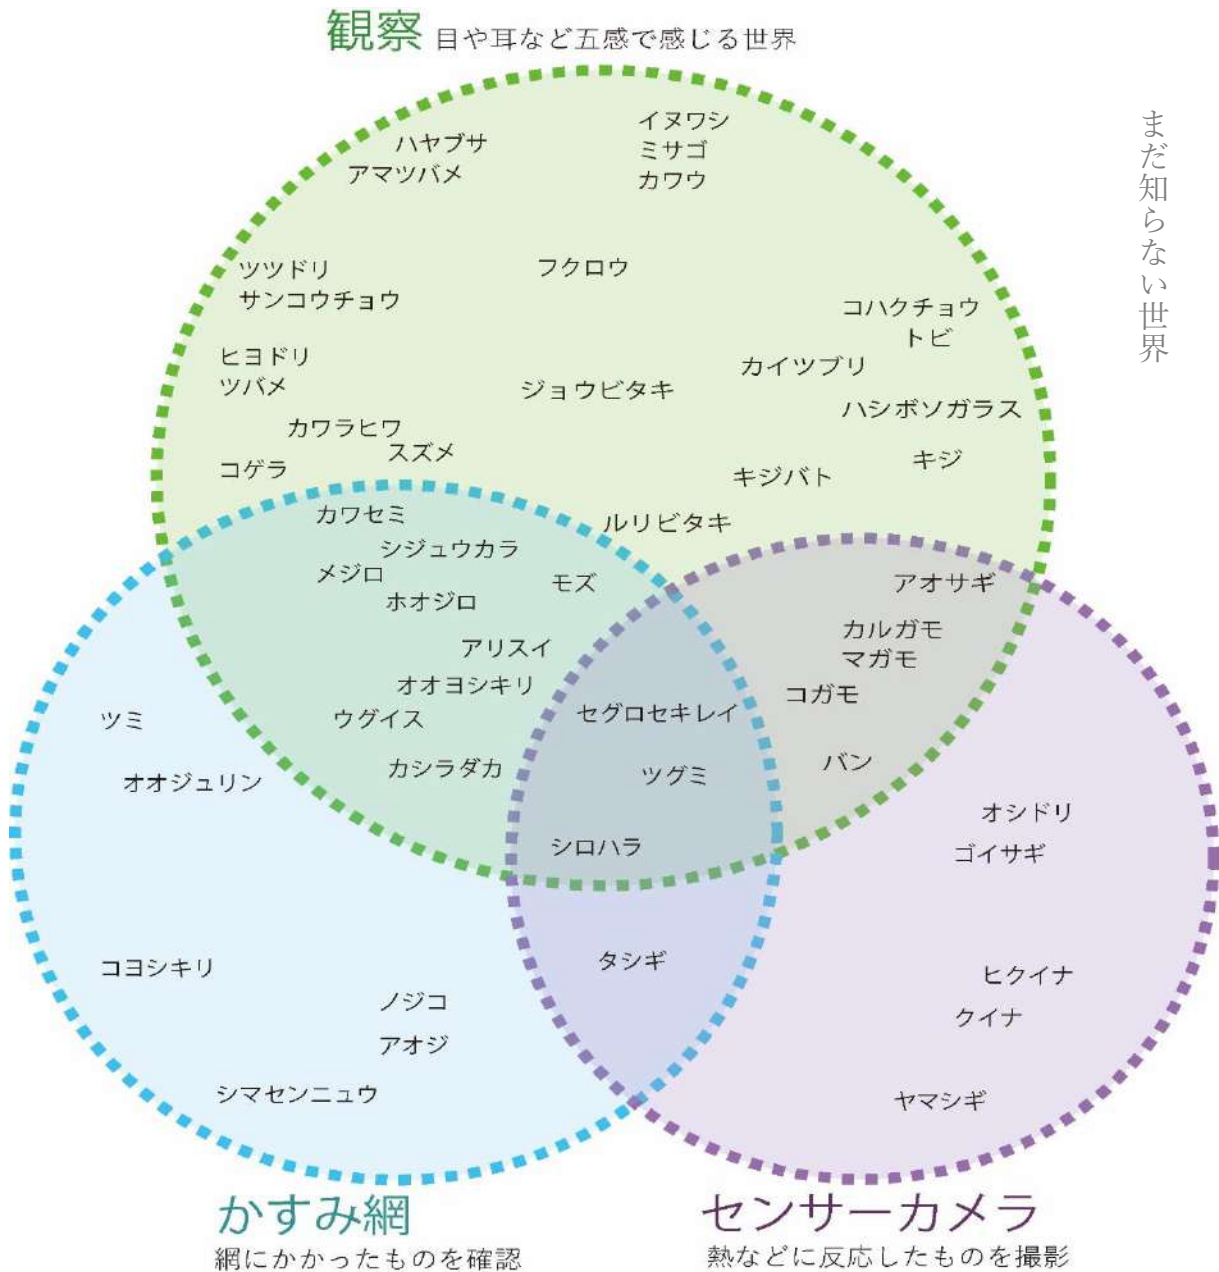 観察 目や耳など五感で感じる世界
まだ知らない世界
イヌワシ
ミサゴ
カワウ
ハヤブサ
アマツバメ
ツツドリ
サンコウチョウ
フクロウ
コハクチョウ
トビ
ヒヨドリ
ツバメ
カイツブリ
ジョウビタキ
ハシボソガラス
カワラヒワ
スズメ
コゲラ
キジ
キジバト
ルリビタキ
カワセミ
シジュウカラ
メジロ
モズ
ホオジロ
アリスイ
オオヨシキリ
ウグイス
カシラダカ
アオサギ
カルガモ
マガモ
コガモ
バン
セグロセキレイ
ツグミ
シロハラ
ツミ
オオジュリン
オシドリ
ゴイサギ
タシギ
コヨシキリ
ノジコ
アオジ
シマセンニュウ
ヒクイナ
クイナ
ヤマシギ
かすみ網
網にかかったものを確認
センサーカメラ
熱などに反応したものを撮影